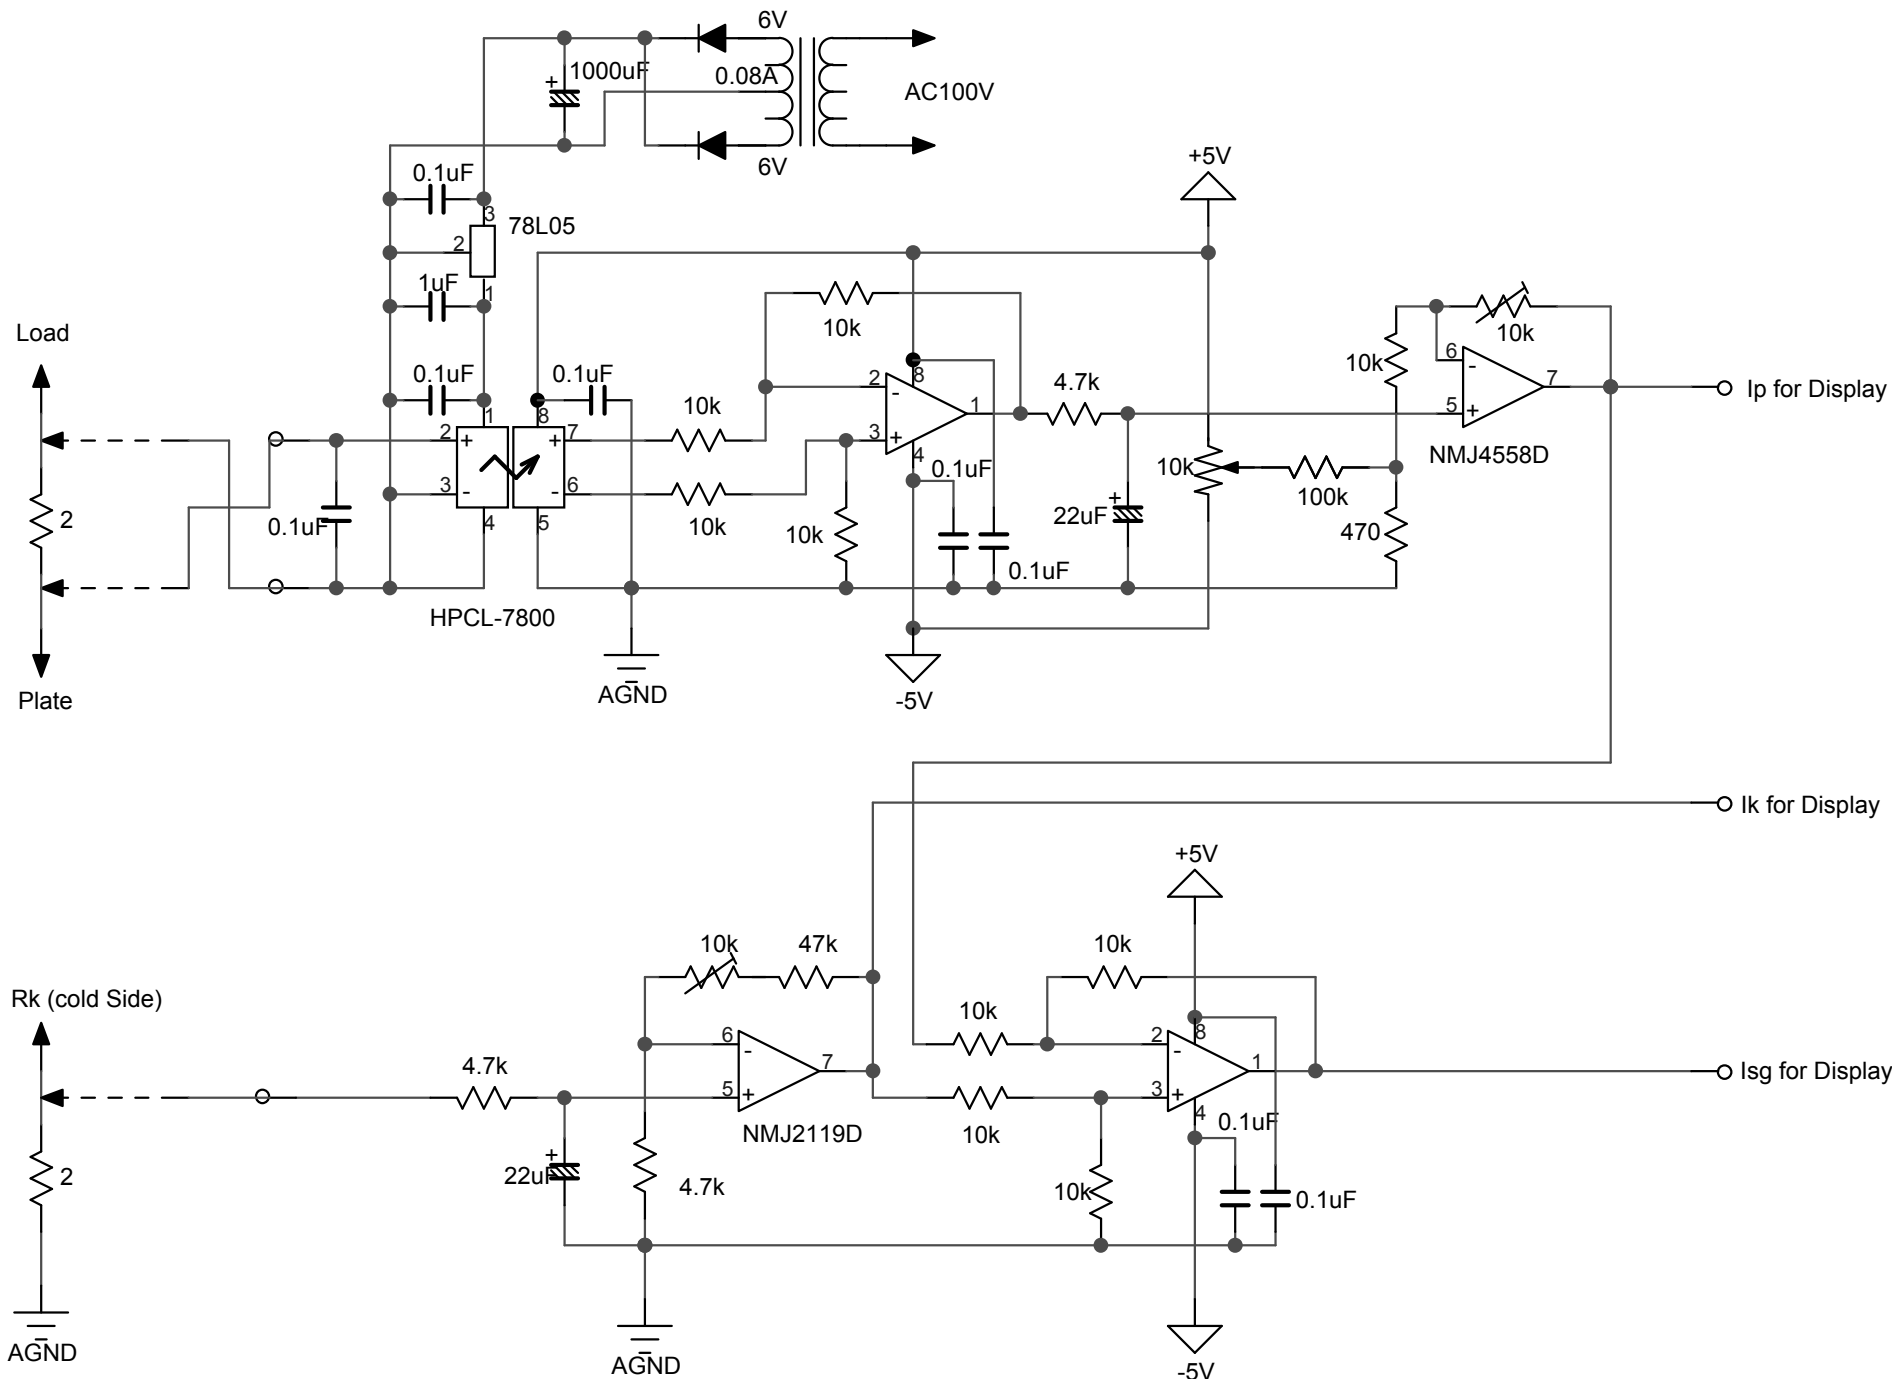 6V
1000uF
0.08A
AC100V
6V
0.1uF
+5V
3
78L05
2
1uF
1
10k
10k
Load
10k
0.1uF
0.1uF
2
8
4.7k
6
-
7
Ip for Display
1
8
10k
-
1
5
+
2
+
+
7
3
+
4
0.1uF
10k
NMJ4558D
3
-
-
6
100k
2
0.1uF
4
5
10k
10k
+
22uF
470
0.1uF
HPCL-7800
Plate
AGND
-5V
Ik for Display
+5V
10k
47k
10k
Rk (cold Side)
10k
6
-
7
2
-
8
1
Isg for Display
4.7k
5
+
3
+
4
0.1uF
NMJ2119D
10k
+
22uF
2
4.7k
10k
0.1uF
AGND
AGND
-5V